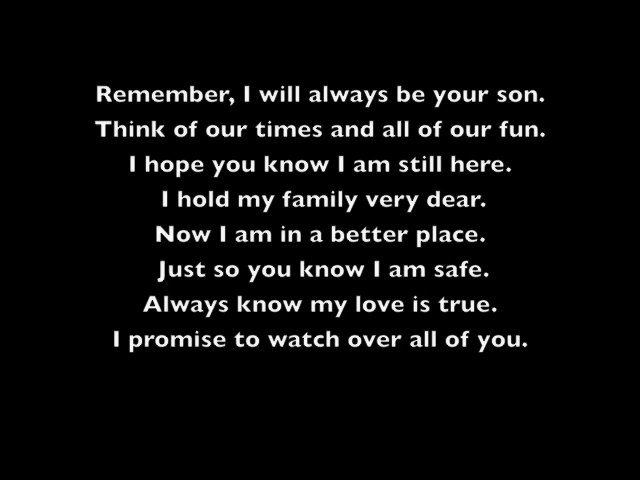 Remember, I will always be your son.
Think of our times and all of our fun.
I hope you know I am still here.
I hold my family very dear.
Now I am in a better place.
Just so you know I am safe.
Always know my love is true.
I promise to watch over all of you.